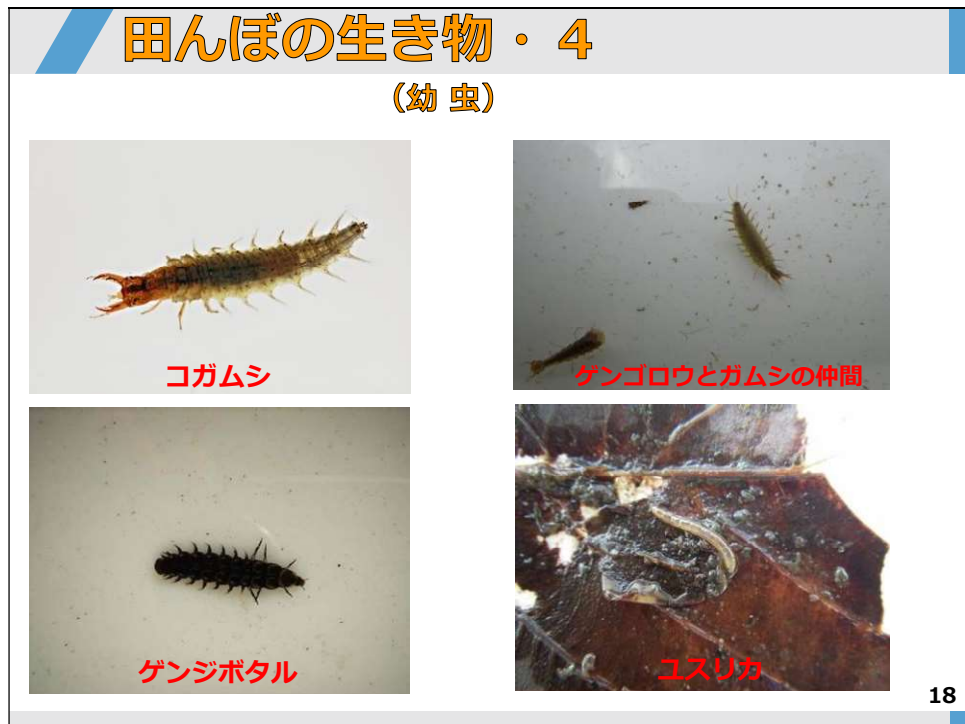 田んぼの生き物・４
（幼 虫）
コガムシ
ゲンゴロウとガムシの仲間
ゲンジボタル
ユスリカ
18